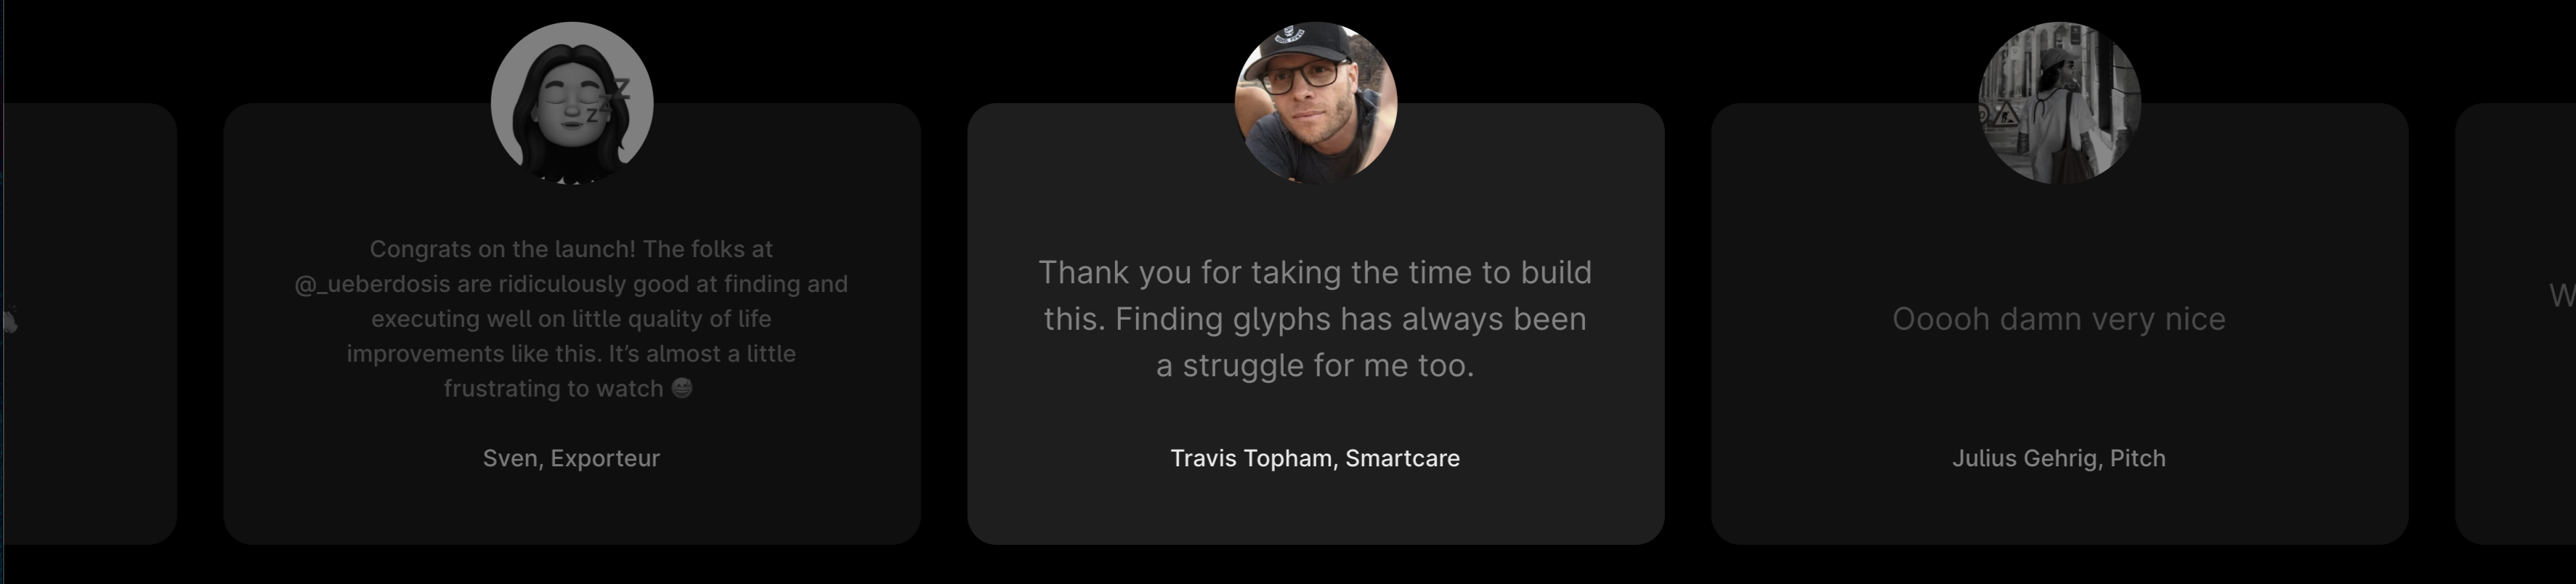 Congrats on the launch! The folks at
@_ueberdosis are ridiculously good at finding and
executing well on little quality of life
improvements like this. It’s almost a little
frustrating to watch 😅
Sven, Exporteur
Thank you for taking the time to build
this. Finding glyphs has always been
a struggle for me too.
Travis Topham, Smartcare
Ooooh damn very nice
Julius Gehrig, Pitch